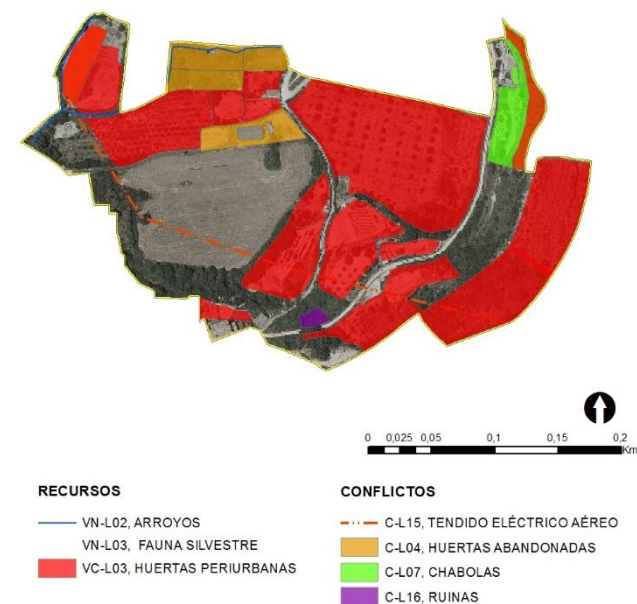 0 0,025 0,05 0,1 0,15 0,2
Km
RECURSOS
VN-L02, ARROYOS
VN-L03, FAUNA SILVESTRE
VC-L03, HUERTAS PERIURBANAS
CONFLICTOS
C-L15, TENDIDO ELÉCTRICO AÉREO
C-L04, HUERTAS ABANDONADAS
C-L07, CHABOLAS
C-L16, RUINAS